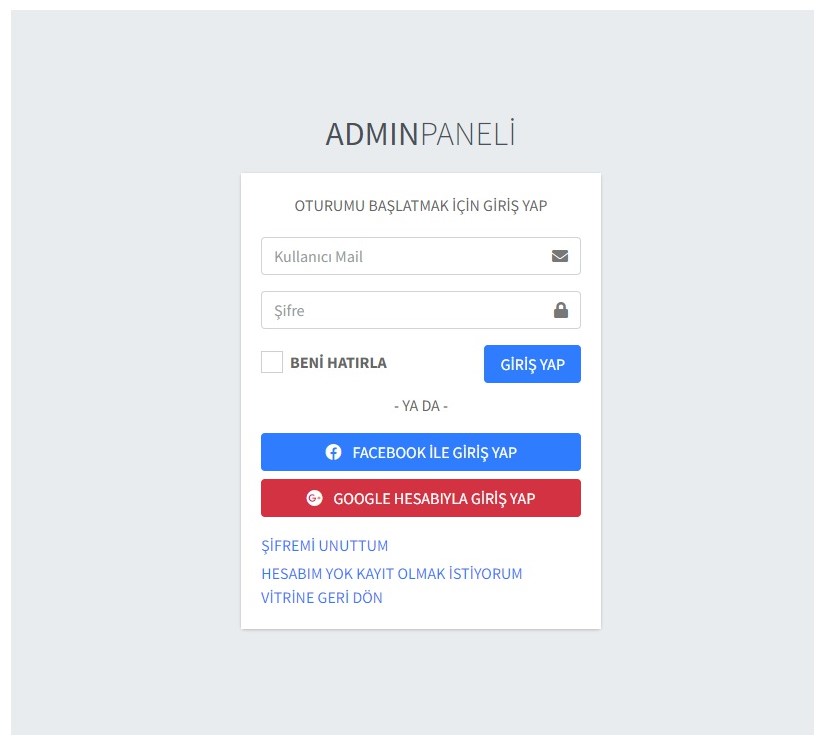 ADMINPANELİ
OTURUMU BAŞLATMAK İÇİN GİRİŞ YAP
Kullanıcı Mail
Şifre
BENİ HATIRLA
GİRİŞ YAP
- YA DA -
FACEBOOK İLE GİRİŞ YAP
GOOGLE HESABIYLA GİRİŞ YAP
ŞİFREMİ UNUTTUM
HESABIM YOK KAYIT OLMAK İSTİYORUM
VİTRİNE GERİ DÖN